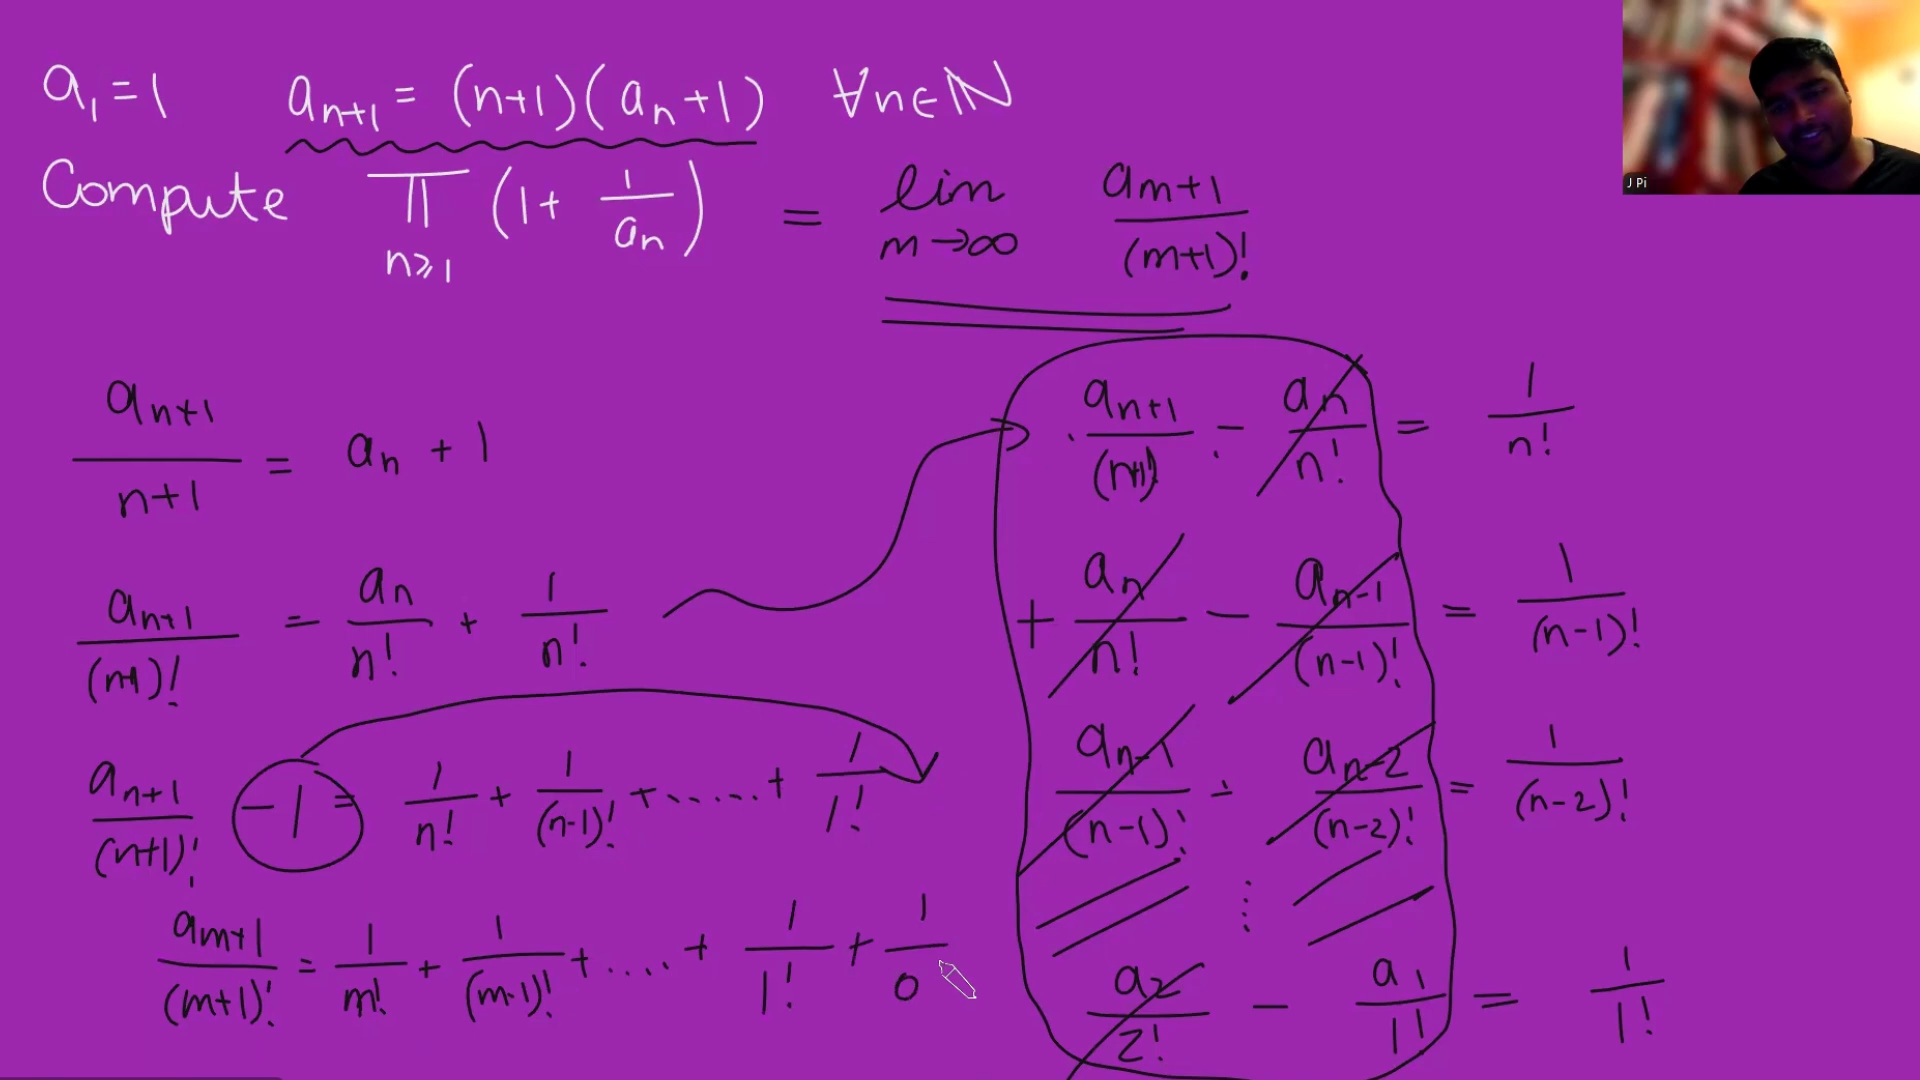 a₁=1 aₙ₊₁ = (n+1)(aₙ+1) ∀n∈ℕ
Compute ∏ n⩾1 (1+ 1/aₙ) = lim m→∞ aₘ₊₁/(m+1)!
J Pi
aₙ₊₁/n+1 = aₙ + 1
aₙ₊₁/(n+1)! = aₙ/n! + 1/n!
aₙ₊₁/(n+1)! −1 = 1/n! + 1/(n-1)! +......+ 1/1!
aₘ₊₁/(m+1)! = 1/m! + 1/(m-1)! +....+ 1/1! + 1/0
aₙ₊₁/(n+1)! − aₙ/n! = 1/n!
+ aₙ/n! − aₙ₋₁/(n-1)! = 1/(n-1)!
aₙ₋₁/(n-1)! − aₙ₋₂/(n-2)! = 1/(n-2)!
⋮
a₂/2! − a₁/1! = 1/1!